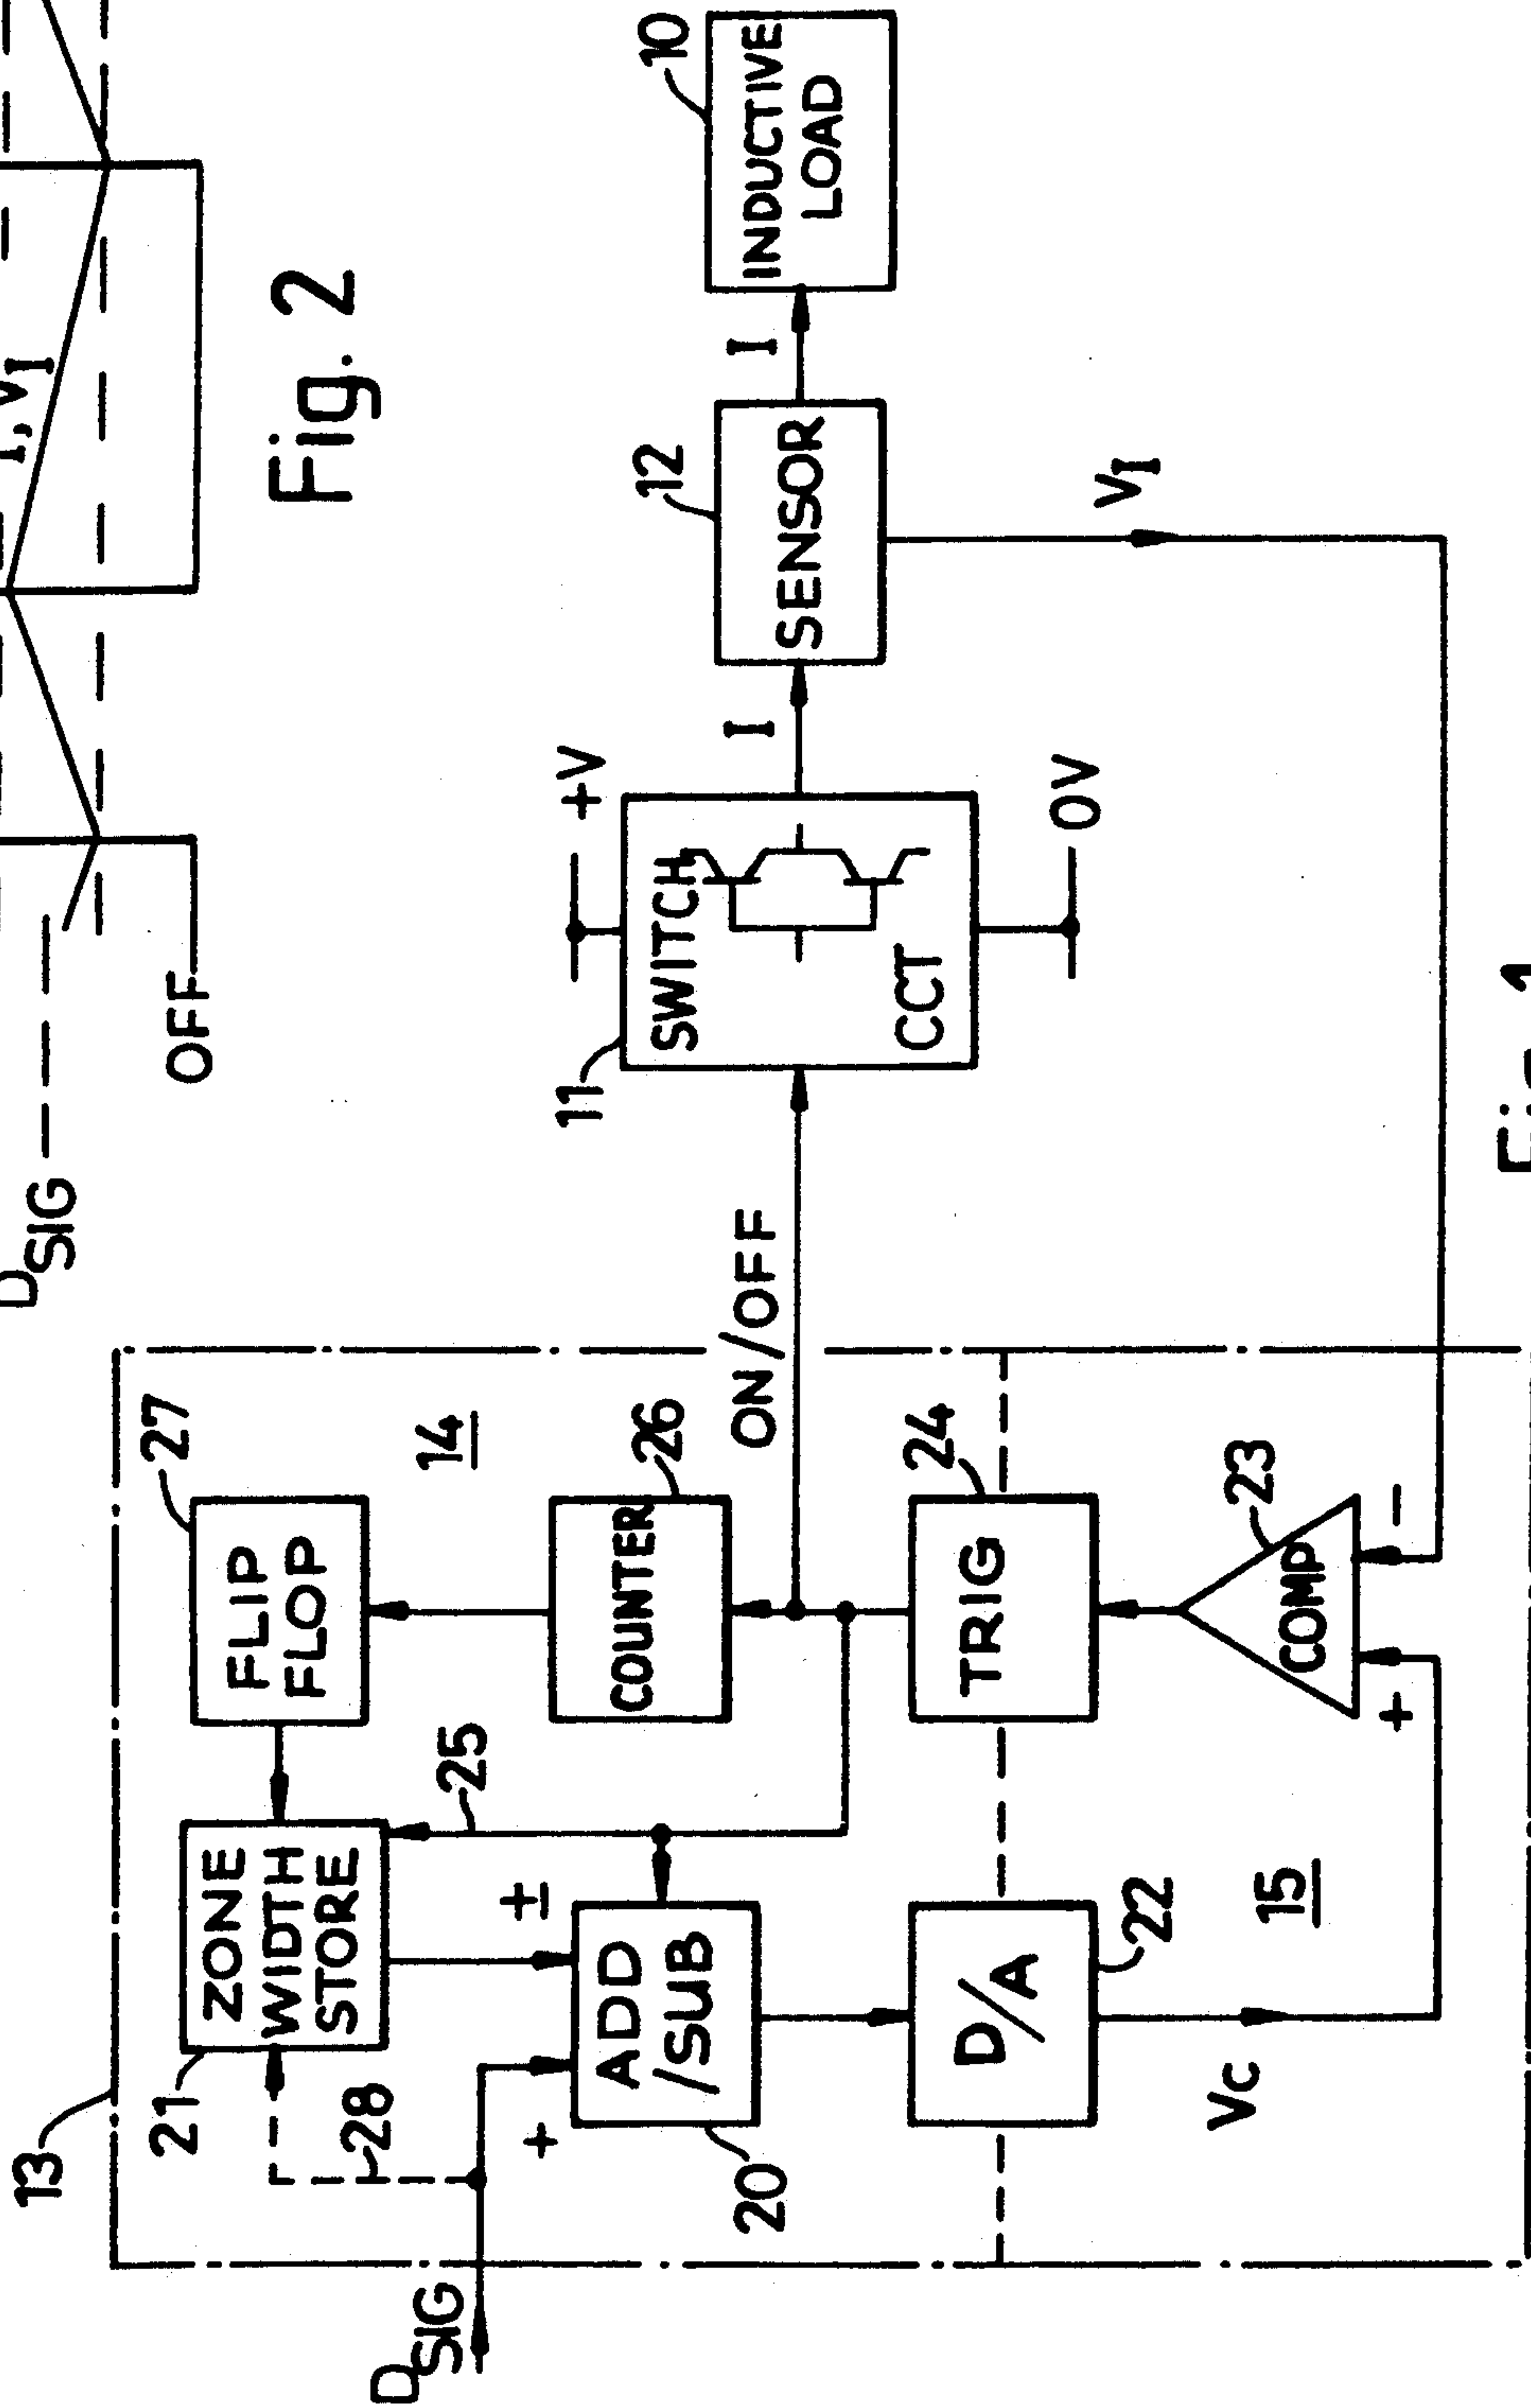 I, VI
DSIG
OFF
Fig. 2
13
27
14
21
ZONE
WIDTH
STORE
FLIP
FLOP
28
25
26
COUNTER
DSIG
+
±
ADD
/SUB
20
ON/OFF
11
SWITCH
CCT
+V
0V
I
12
SENSOR
I
10
INDUCTIVE
LOAD
24
TRIG
D/A
22
15
23
COMP
+
−
VC
VI